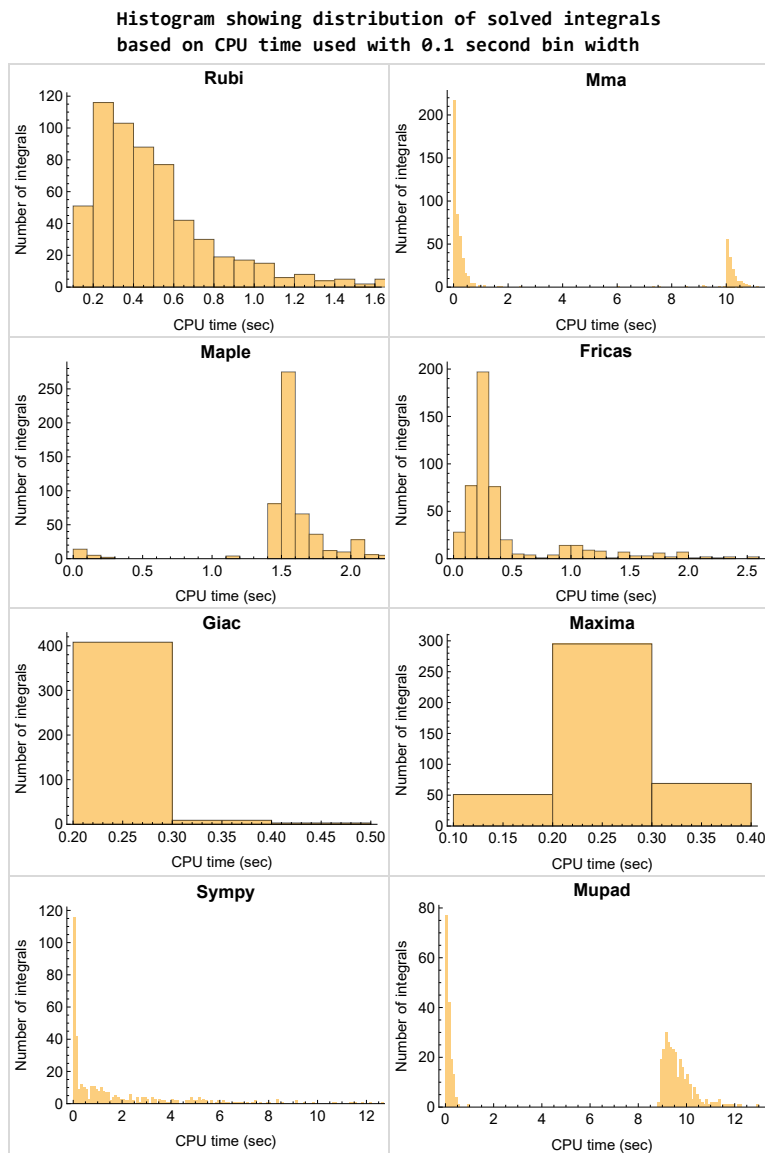 Histogram showing distribution of solved integrals
based on CPU time used with 0.1 second bin width
Rubi
Number of integrals
120
100
80
60
40
20
0
0.2 0.4 0.6 0.8 1.0 1.2 1.4 1.6
CPU time (sec)
Mma
Number of integrals
200
150
100
50
0
0 2 4 6 8 10
CPU time (sec)
Maple
Number of integrals
250
200
150
100
50
0
0.0 0.5 1.0 1.5 2.0
CPU time (sec)
Fricas
Number of integrals
200
150
100
50
0
0.0 0.5 1.0 1.5 2.0 2.5
CPU time (sec)
Giac
Number of integrals
400
300
200
100
0
0.20 0.25 0.30 0.35 0.40 0.45 0.50
CPU time (sec)
Maxima
Number of integrals
300
250
200
150
100
50
0
0.10 0.15 0.20 0.25 0.30 0.35 0.40
CPU time (sec)
Sympy
Number of integrals
120
100
80
60
40
20
0
0 2 4 6 8 10 12
CPU time (sec)
Mupad
Number of integrals
80
60
40
20
0
0 2 4 6 8 10 12
CPU time (sec)